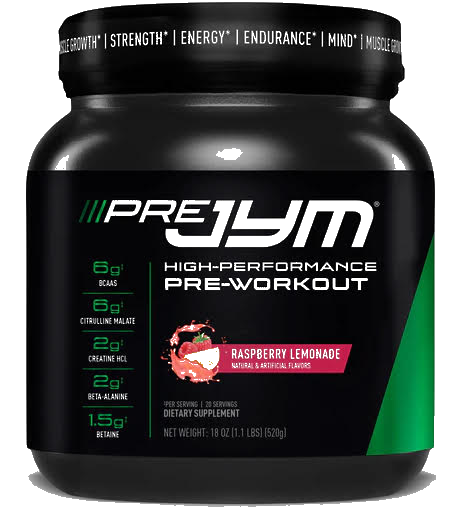 MUSCLE GROWTH* | STRENGTH* | ENERGY* | ENDURANCE* | MIND* | MUSCLE GROWTH
///PRE JYM®
HIGH-PERFORMANCE
PRE-WORKOUT
6g‡
BCAAS
6g‡
CITRULLINE MALATE
2g‡
CREATINE HCL
2g‡
BETA-ALANINE
1.5g‡
BETAINE
RASPBERRY LEMONADE
NATURAL & ARTIFICIAL FLAVORS
‡PER SERVING | 20 SERVINGS
DIETARY SUPPLEMENT
NET WEIGHT: 18 OZ (1.1 LBS) (520g)